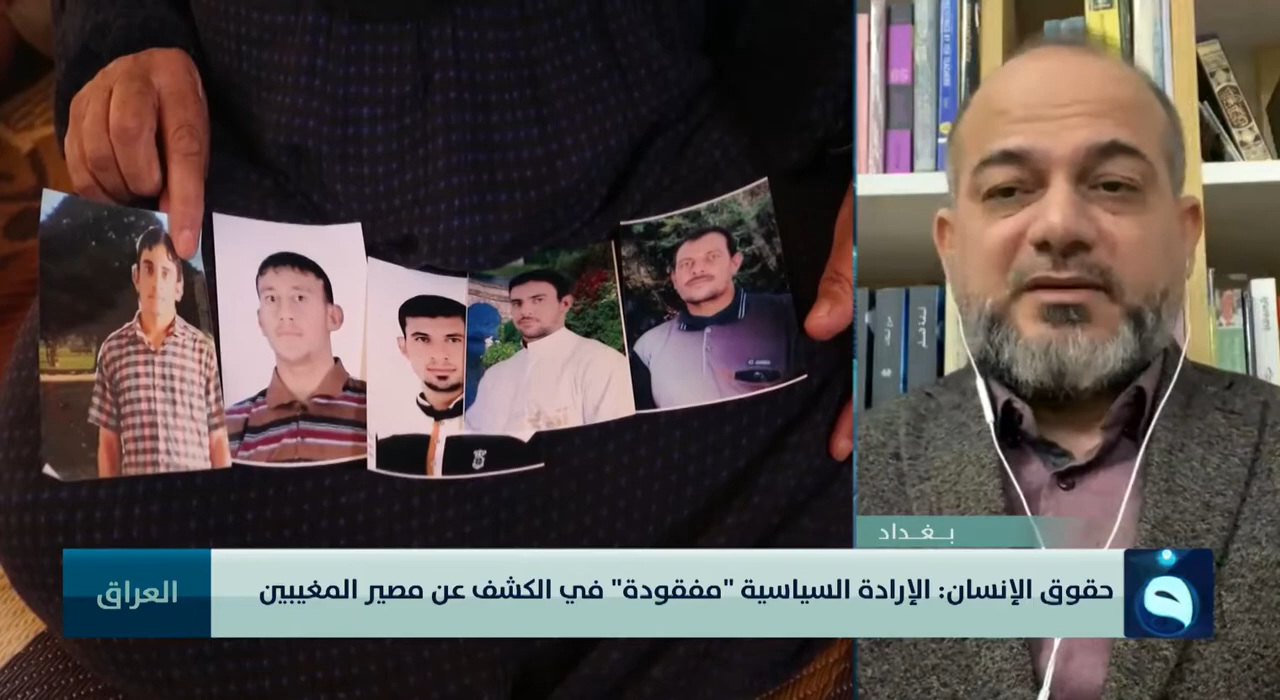 بغداد
حقوق الإنسان: الإرادة السياسية "مفقودة" في الكشف عن مصير المغيبين
العراق